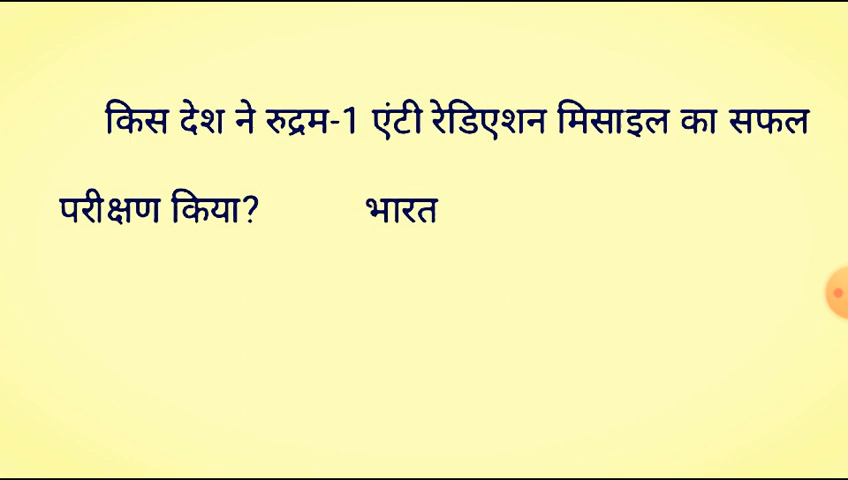 किस देश ने रुद्रम-1 एंटी रेडिएशन मिसाइल का सफल
परीक्षण किया? भारत